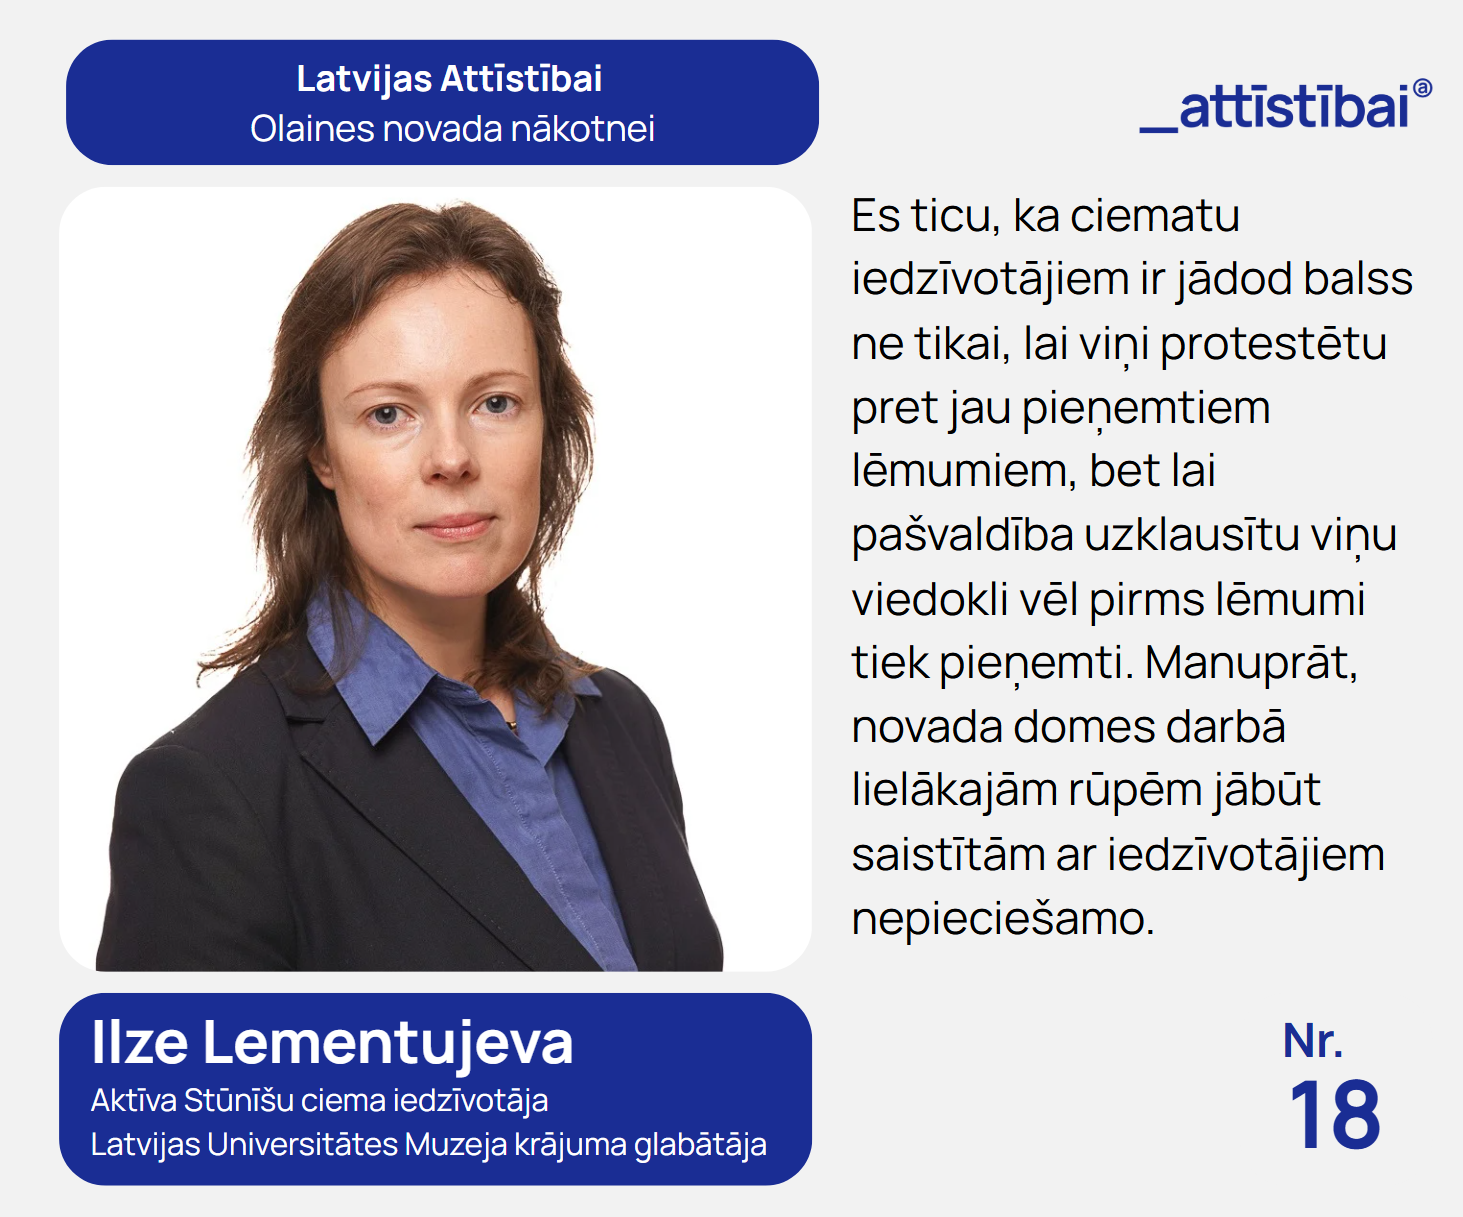 Latvijas Attīstībai
Olaines novada nākotnei
_attīstībai@
Es ticu, ka ciematu
iedzīvotājiem ir jādod balss
ne tikai, lai viņi protestētu
pret jau pieņemtiem
lēmumiem, bet lai
pašvaldība uzklausītu viņu
viedokli vēl pirms lēmumi
tiek pieņemti. Manuprāt,
novada domes darbā
lielākajām rūpēm jābūt
saistītām ar iedzīvotājiem
nepieciešamo.
Ilze Lementujeva
Aktīva Stūnīšu ciema iedzīvotāja
Latvijas Universitātes Muzeja krājuma glabātāja
Nr.
18